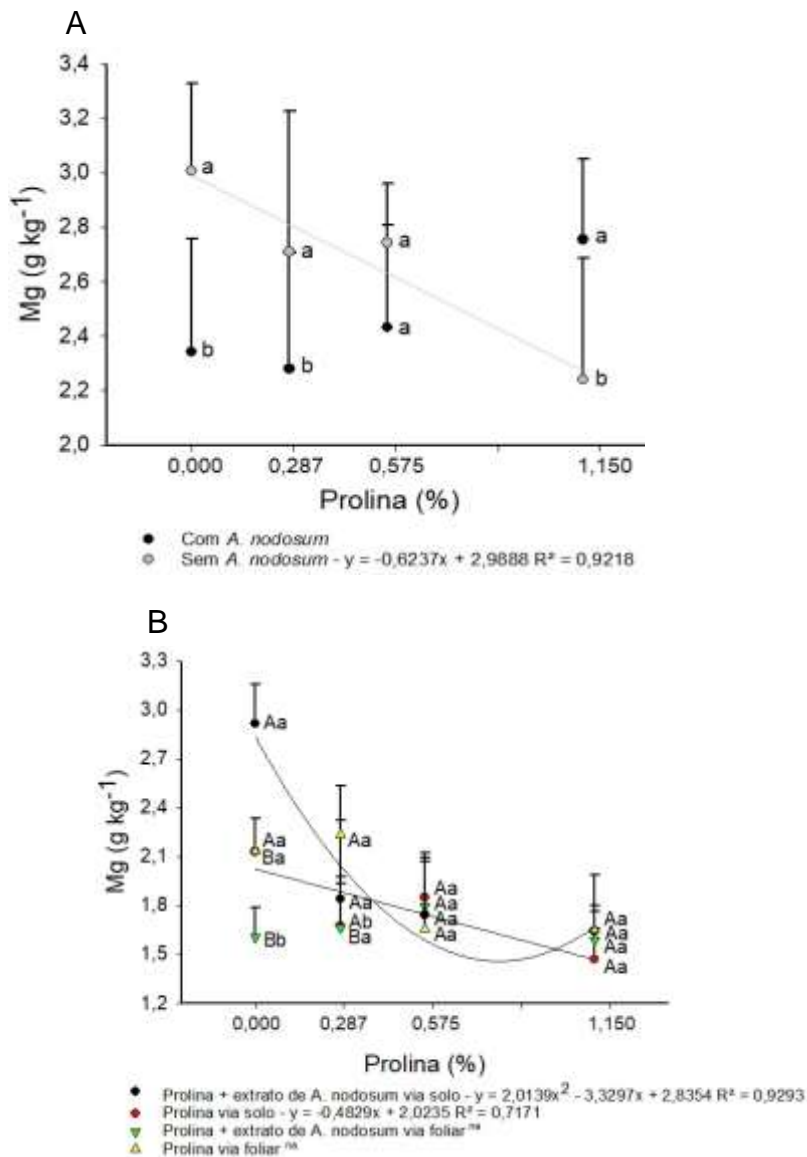 A
3,4
3,2
3,0
2,8
2,6
2,4
2,2
2,0
Mg (g kg-1)
a
a
a
a
b
b
a
b
0,000 0,287 0,575 1,150
Prolina (%)
Com A. nodosum
Sem A. nodosum - y = -0,6237x + 2,9888 R² = 0,9218
B
3,3
3,0
2,7
2,4
2,1
1,8
1,5
1,2
Mg (g kg-1)
Aa
Aa
Ba
Bb
Aa
Aa
Ab
Ba
Aa
Aa
Aa
Aa
Aa
Aa
Aa
Aa
0,000 0,287 0,575 1,150
Prolina (%)
Prolina + extrato de A. nodosum via solo - y = 2,0139x² - 3,3297x + 2,8354 R² = 0,9293
Prolina via solo - y = -0,4829x + 2,0235 R² = 0,7171
Prolina + extrato de A. nodosum via foliar
Prolina via foliar